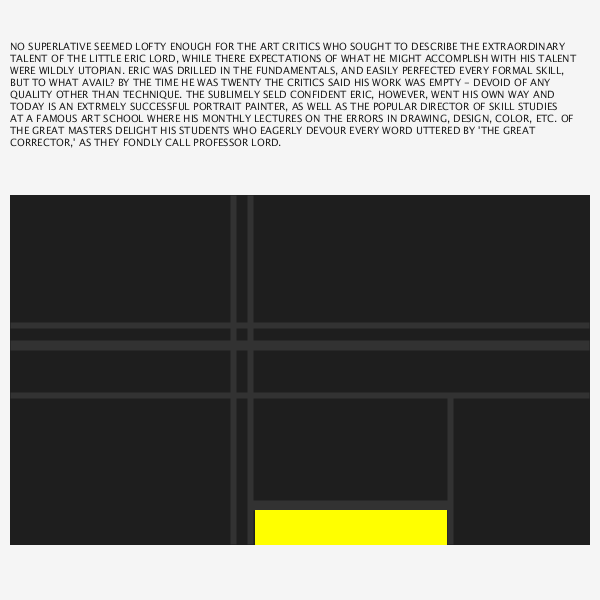 NO SUPERLATIVE SEEMED LOFTY ENOUGH FOR THE ART CRITICS WHO SOUGHT TO DESCRIBE THE EXTRAORDINARY
TALENT OF THE LITTLE ERIC LORD, WHILE THERE EXPECTATIONS OF WHAT HE MIGHT ACCOMPLISH WITH HIS TALENT
WERE WILDLY UTOPIAN. ERIC WAS DRILLED IN THE FUNDAMENTALS, AND EASILY PERFECTED EVERY FORMAL SKILL,
BUT TO WHAT AVAIL? BY THE TIME HE WAS TWENTY THE CRITICS SAID HIS WORK WAS EMPTY – DEVOID OF ANY
QUALITY OTHER THAN TECHNIQUE. THE SUBLIMELY SELD CONFIDENT ERIC, HOWEVER, WENT HIS OWN WAY AND
TODAY IS AN EXTRMELY SUCCESSFUL PORTRAIT PAINTER, AS WELL AS THE POPULAR DIRECTOR OF SKILL STUDIES
AT A FAMOUS ART SCHOOL WHERE HIS MONTHLY LECTURES ON THE ERRORS IN DRAWING, DESIGN, COLOR, ETC. OF
THE GREAT MASTERS DELIGHT HIS STUDENTS WHO EAGERLY DEVOUR EVERY WORD UTTERED BY 'THE GREAT
CORRECTOR,' AS THEY FONDLY CALL PROFESSOR LORD.